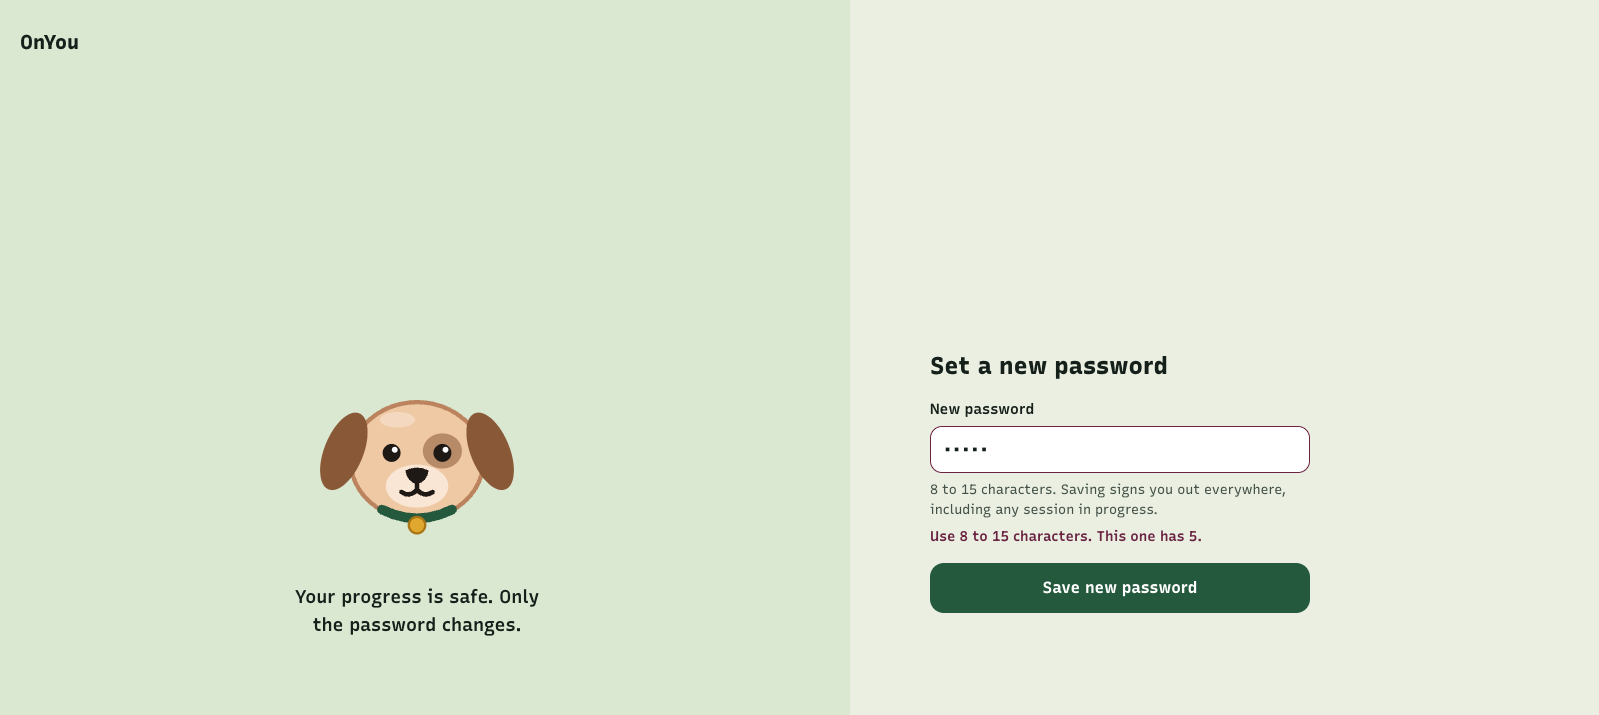 OnYou
Your progress is safe. Only
the password changes.
Set a new password
New password
•••••
8 to 15 characters. Saving signs you out everywhere,
including any session in progress.
Use 8 to 15 characters. This one has 5.
Save new password